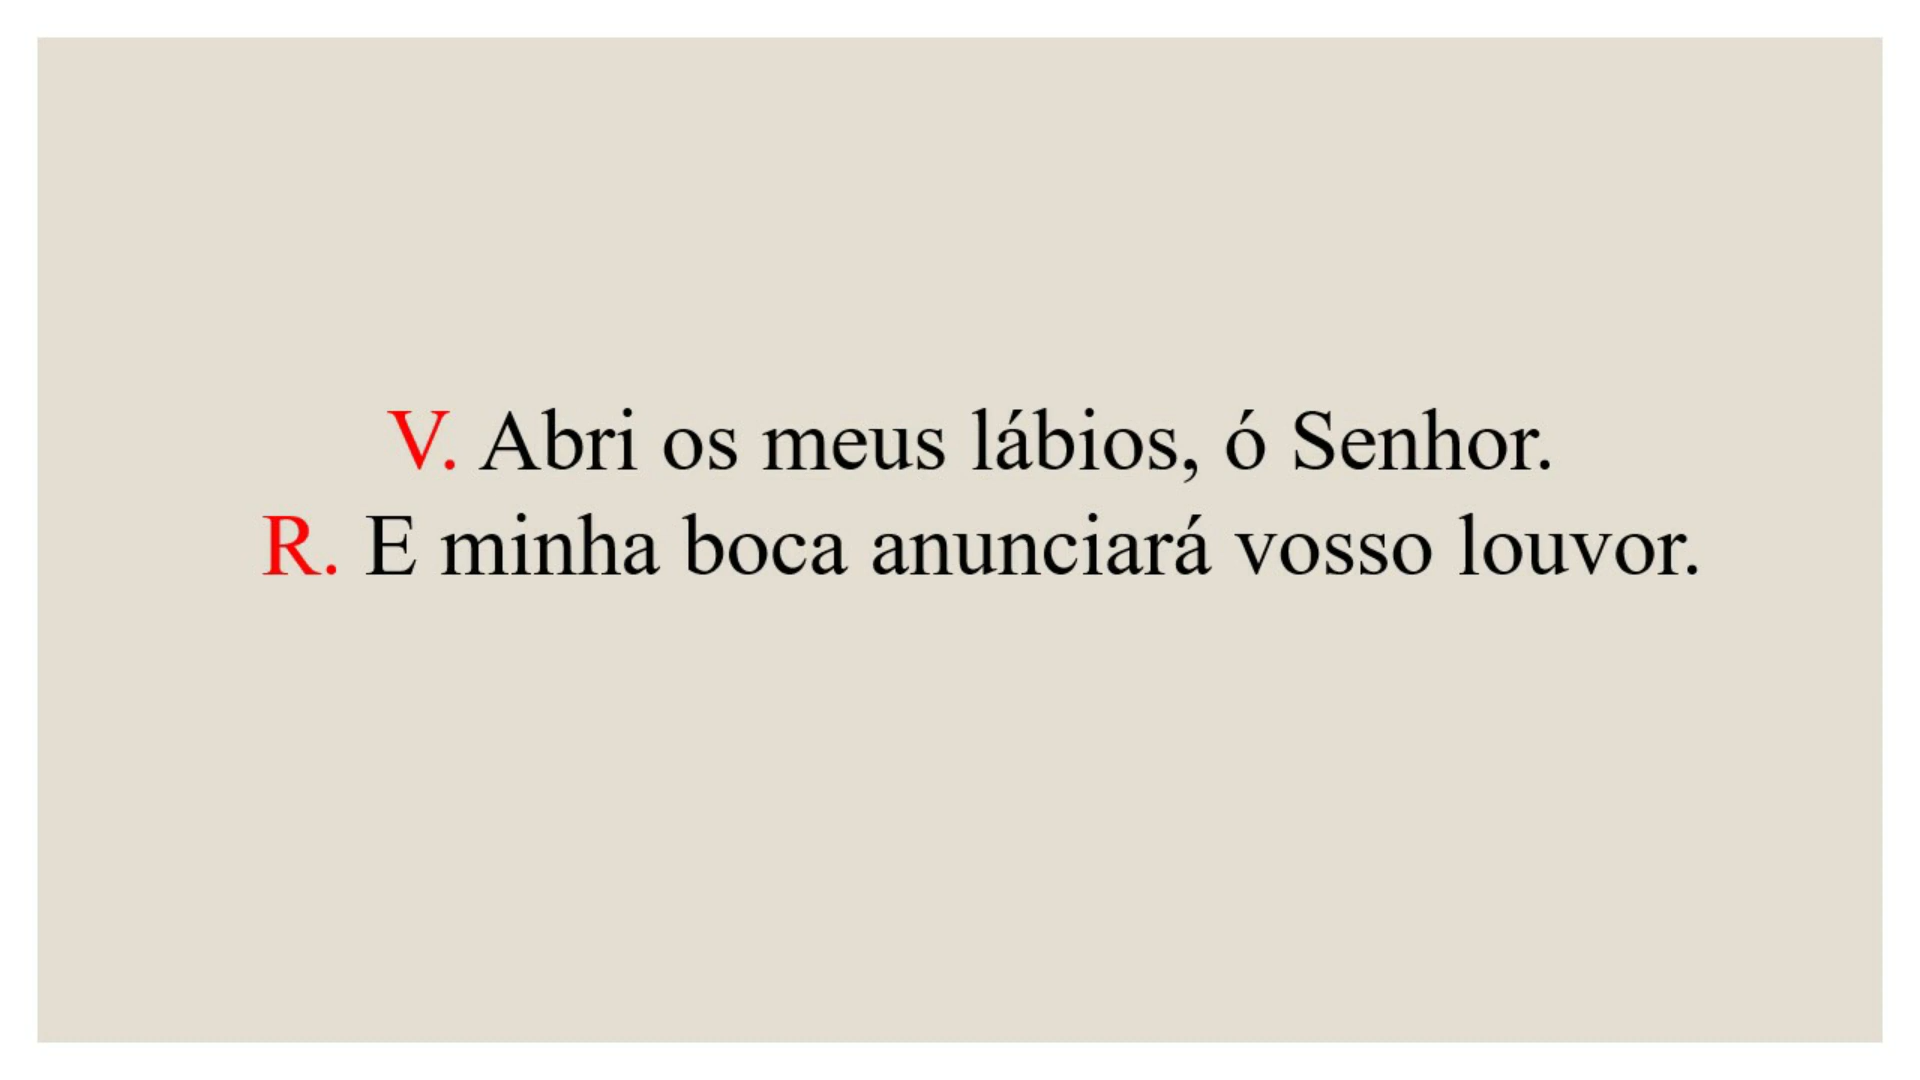 V. Abri os meus lábios, ó Senhor.
R. E minha boca anunciará vosso louvor.